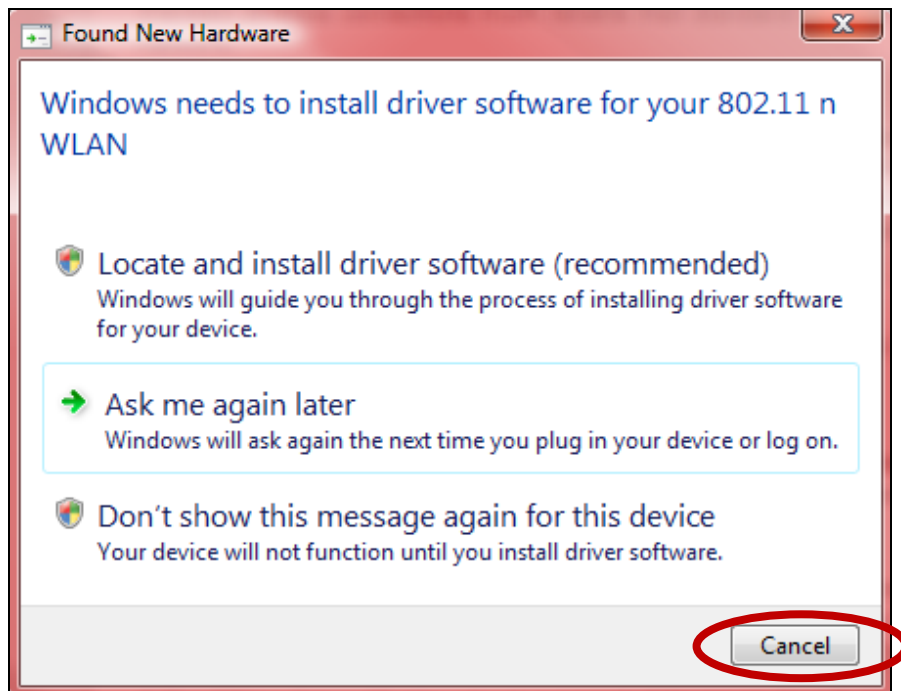 Found New Hardware
Windows needs to install driver software for your 802.11 n
WLAN
Locate and install driver software (recommended)
Windows will guide you through the process of installing driver software
for your device.
Ask me again later
Windows will ask again the next time you plug in your device or log on.
Don't show this message again for this device
Your device will not function until you install driver software.
Cancel